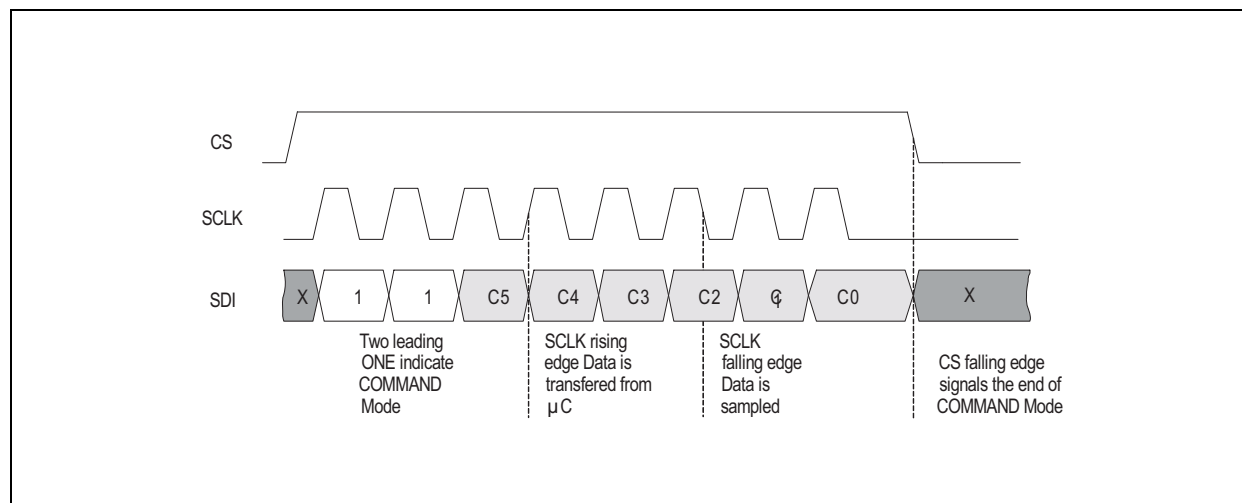 CS
SCLK
SDI
X 1 1 C5 C4 C3 C2 C1 C0 X
Two leading
ONE indicate
COMMAND
Mode
SCLK rising
edge Data is
transfered from
µC
SCLK
falling edge
Data is
sampled
CS falling edge
signals the end of
COMMAND Mode